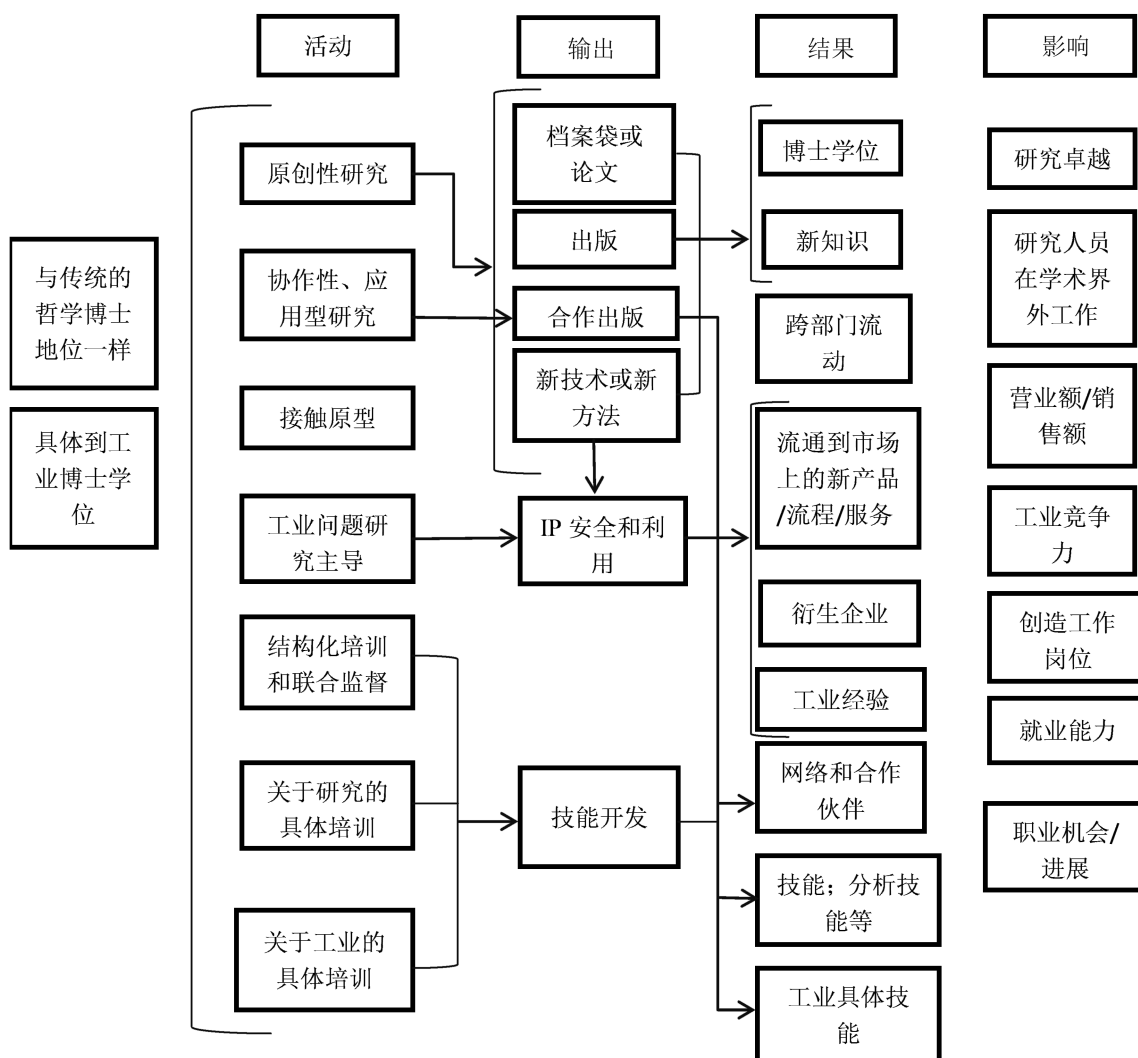 活动
输出
结果
影响
与传统的
哲学博士
地位一样
具体到工
业博士学
位
原创性研究
协作性、应
用型研究
接触原型
工业问题研
究主导
结构化培训
和联合监督
关于研究的
具体培训
关于工业的
具体培训
档案袋或
论文
出版
合作出版
新技术或新
方法
IP 安全和利
用
技能开发
博士学位
新知识
跨部门流
动
流通到市场
上的新产品
/流程/服务
衍生企业
工业经验
网络和合作
伙伴
技能；分析技
能等
工业具体技
能
研究卓越
研究人员
在学术界
外工作
营业额/销
售额
工业竞争
力
创造工作
岗位
就业能力
职业机会/
进展